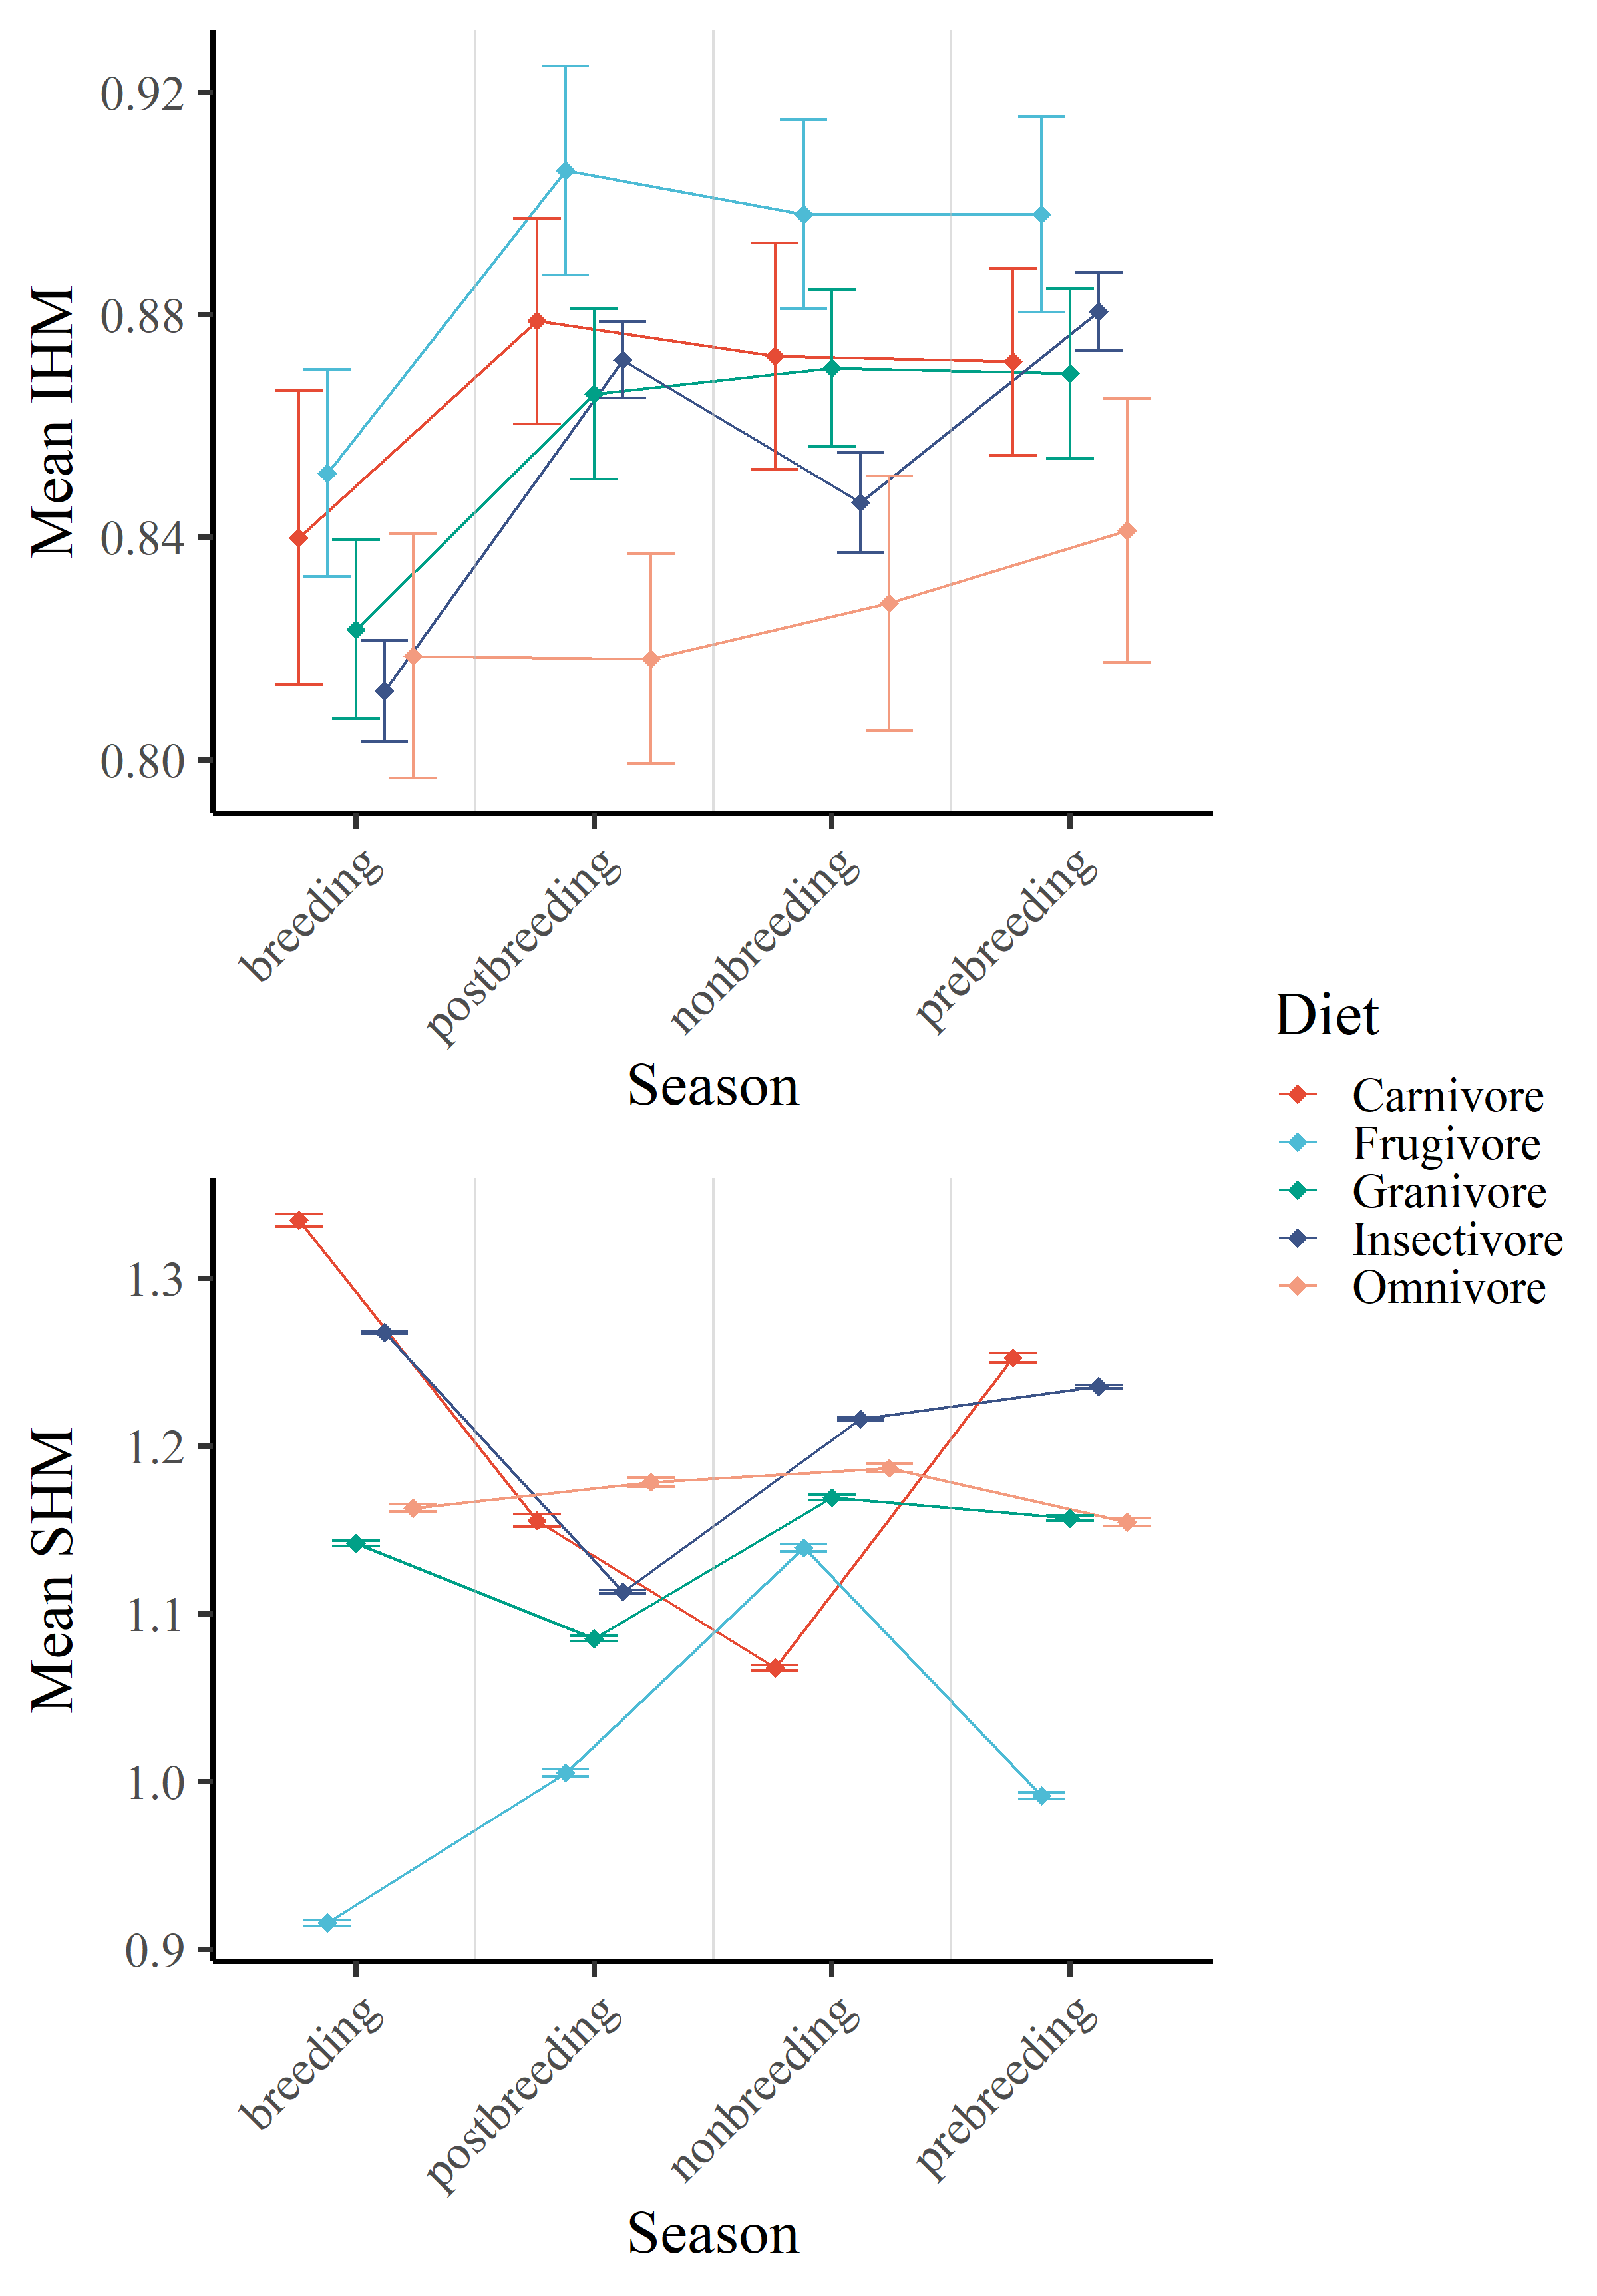 Mean IHM
0.92
0.88
0.84
0.80
breeding
postbreeding
nonbreeding
prebreeding
Season
Diet
Carnivore
Frugivore
Granivore
Insectivore
Omnivore
Mean SHM
1.3
1.2
1.1
1.0
0.9
breeding
postbreeding
nonbreeding
prebreeding
Season